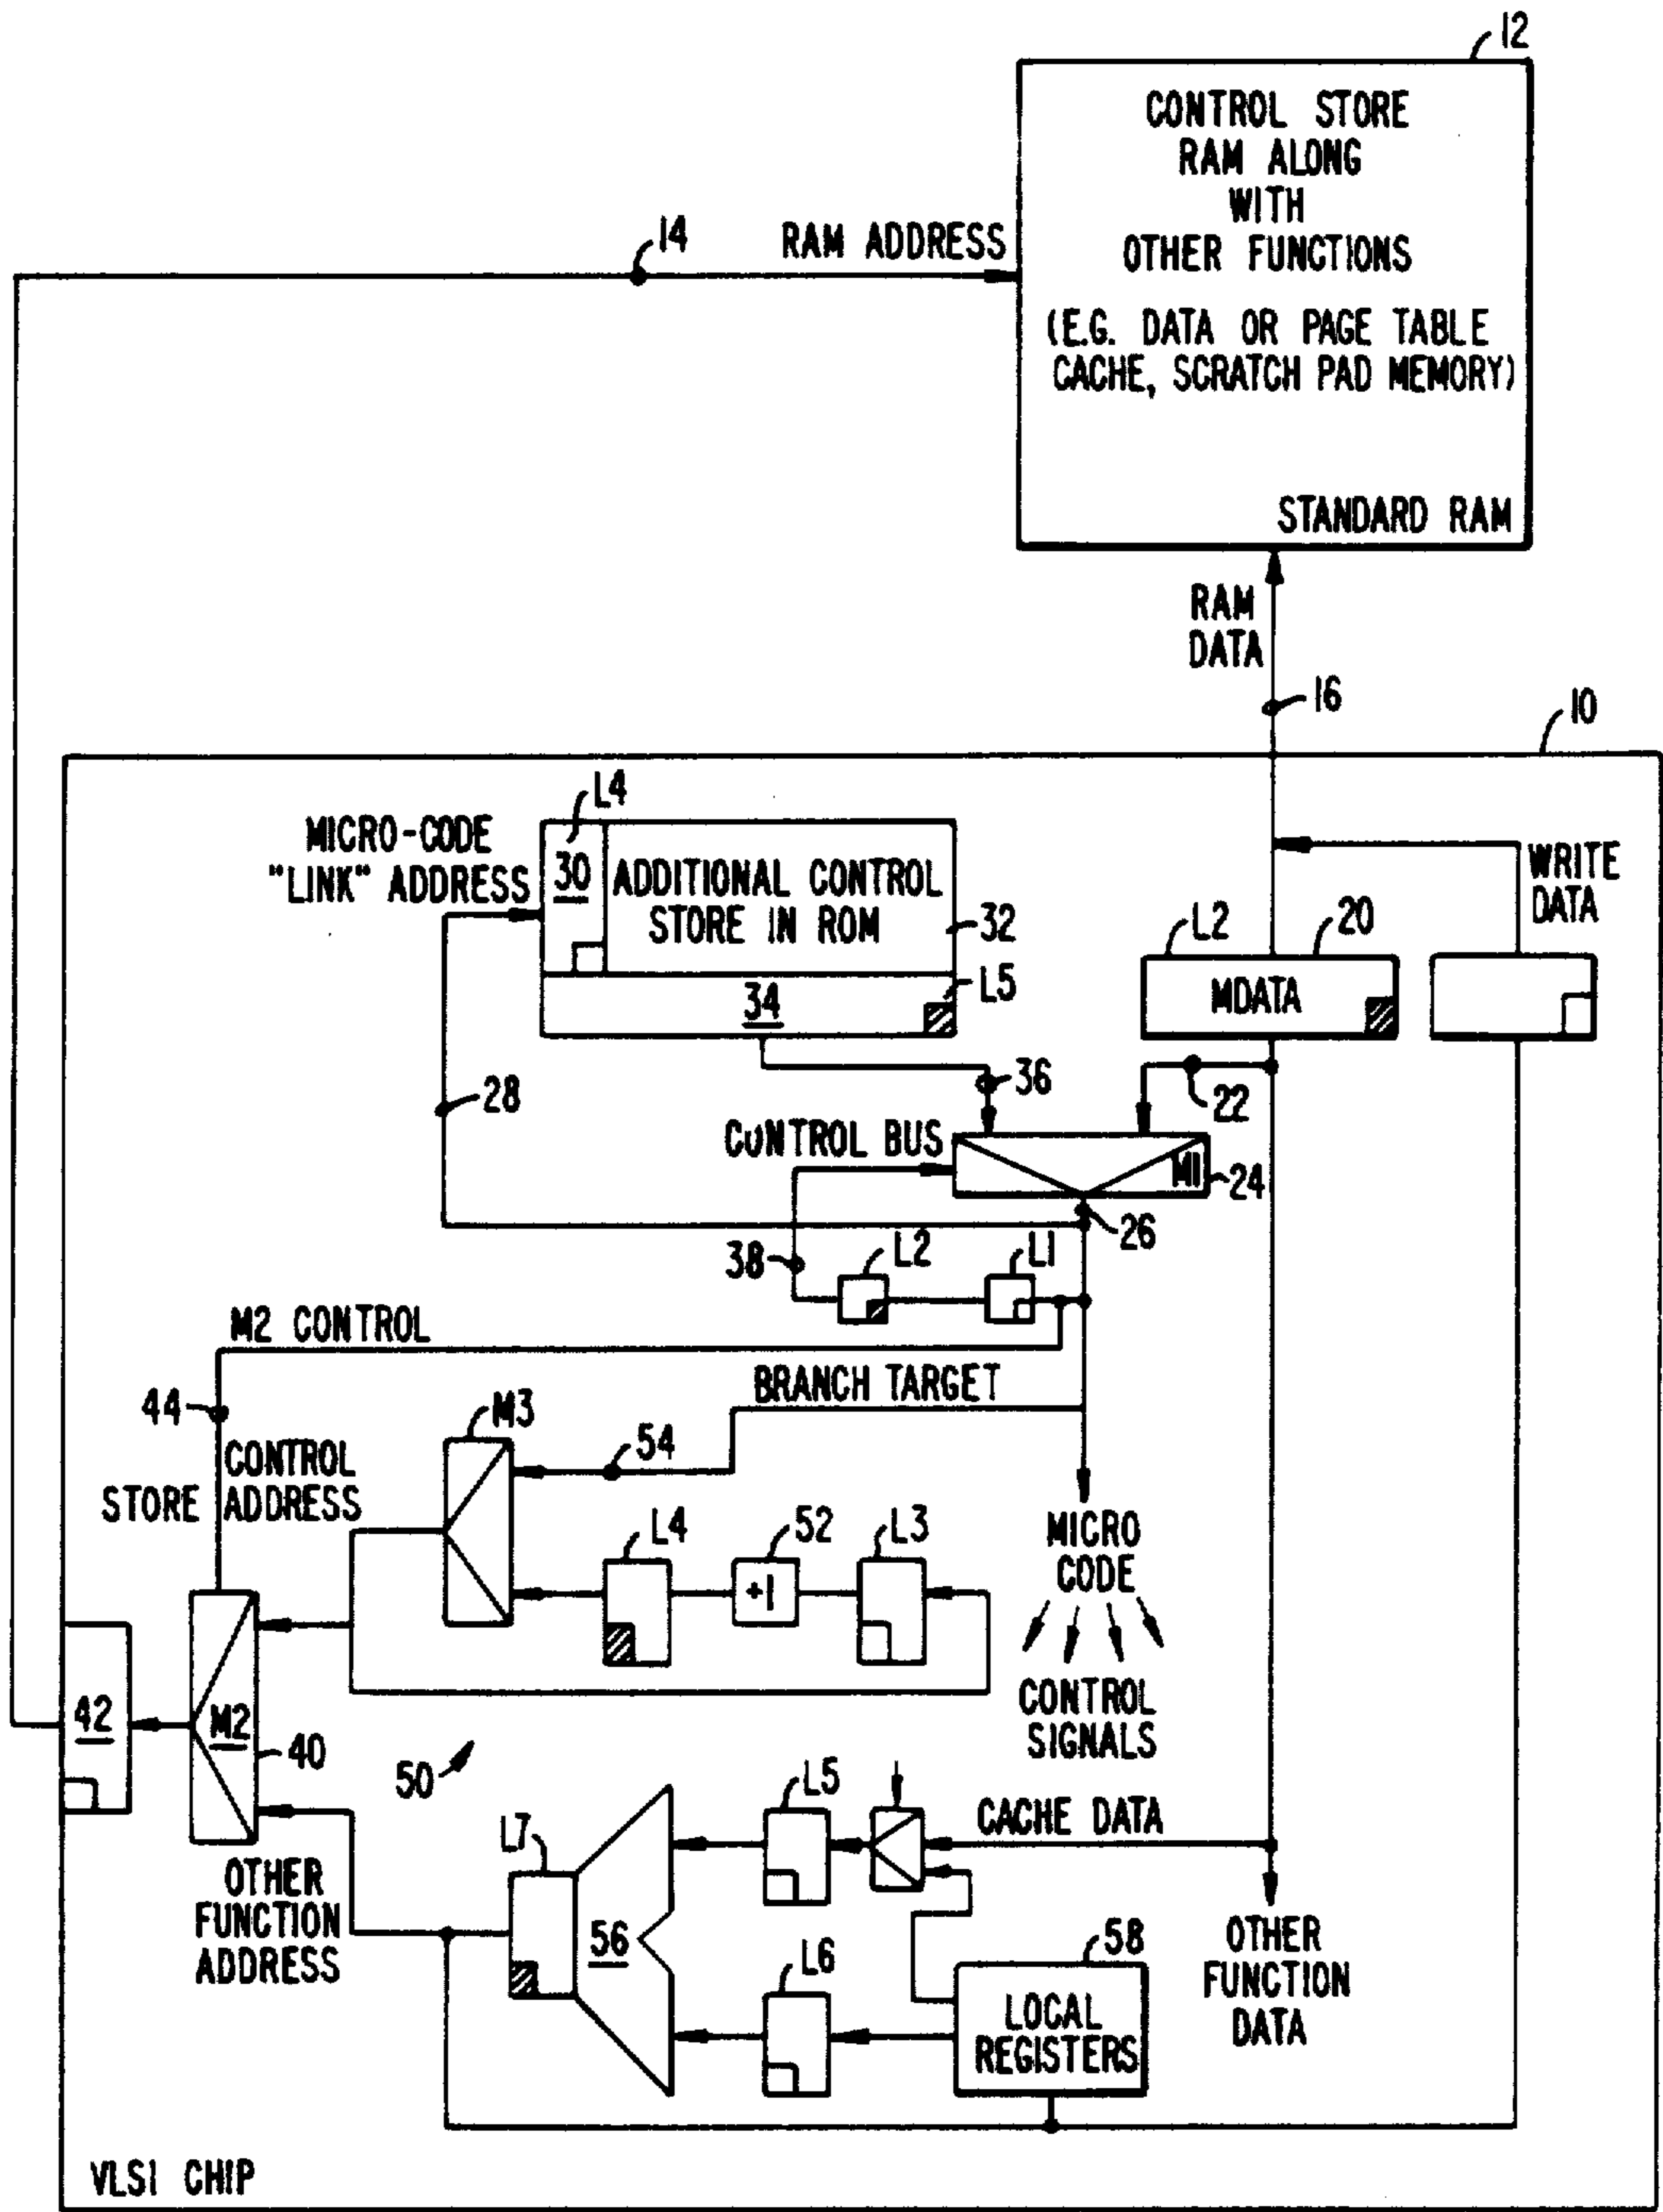 12
CONTROL STORE
RAM ALONG
WITH
OTHER FUNCTIONS
(E.G. DATA OR PAGE TABLE
CACHE, SCRATCH PAD MEMORY)
STANDARD RAM
14
RAM ADDRESS
RAM
DATA
16
10
L4
MICRO-CODE
"LINK" ADDRESS
30
ADDITIONAL CONTROL
STORE IN ROM
32
34
L5
L2
20
MDATA
WRITE
DATA
28
36
22
CONTROL BUS
M1
24
26
38
L2
L1
M2 CONTROL
BRANCH TARGET
44
M3
54
CONTROL
STORE ADDRESS
L4
52
L3
+1
MICRO
CODE
CONTROL
SIGNALS
42
M2
40
50
L5
CACHE DATA
L7
OTHER
FUNCTION
ADDRESS
56
L6
58
LOCAL
REGISTERS
OTHER
FUNCTION
DATA
VLSI CHIP